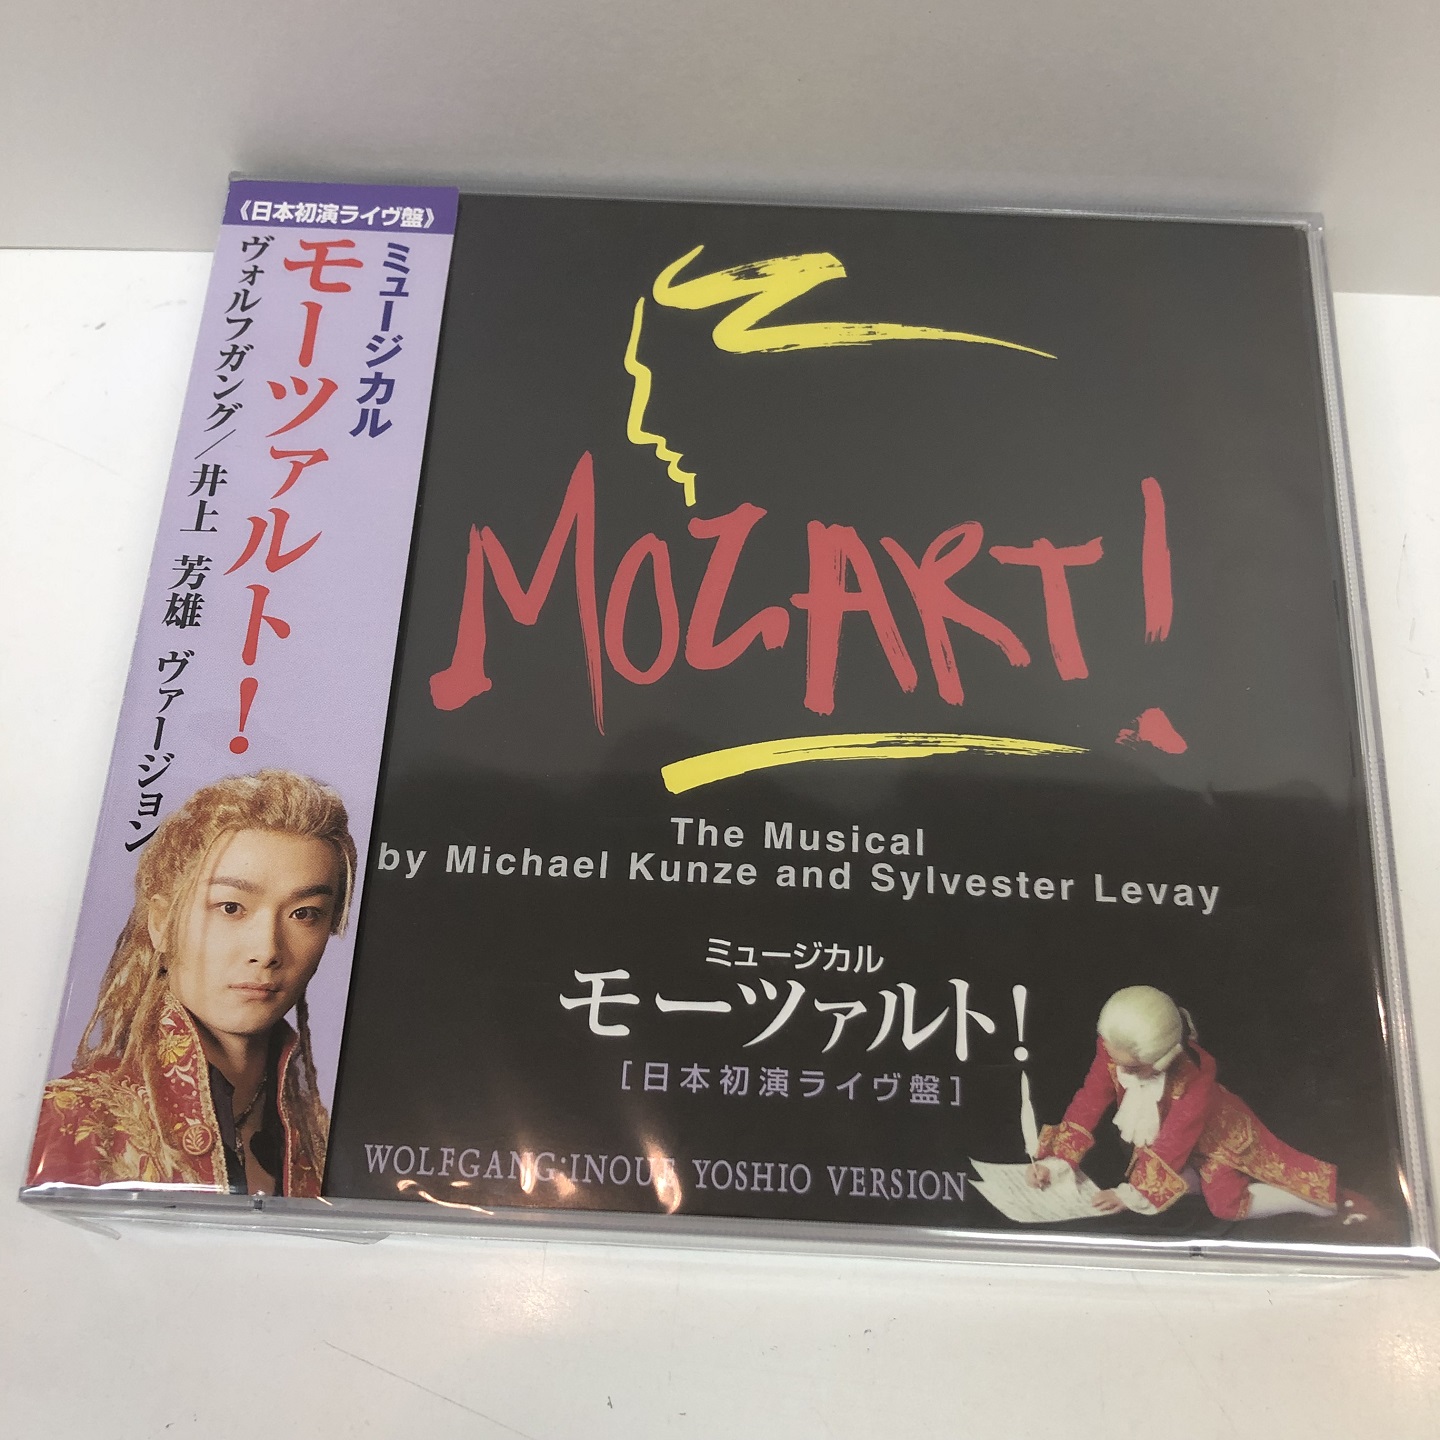 《日本初演ライヴ盤》
ミュージカル
モーツァルト!
ヴォルフガング/井上 芳雄 ヴァージョン
MOZART!
The Musical
by Michael Kunze and Sylvester Levay
ミュージカル
モーツァルト!
[日本初演ライヴ盤]
WOLFGANG:INOUE YOSHIO VERSION